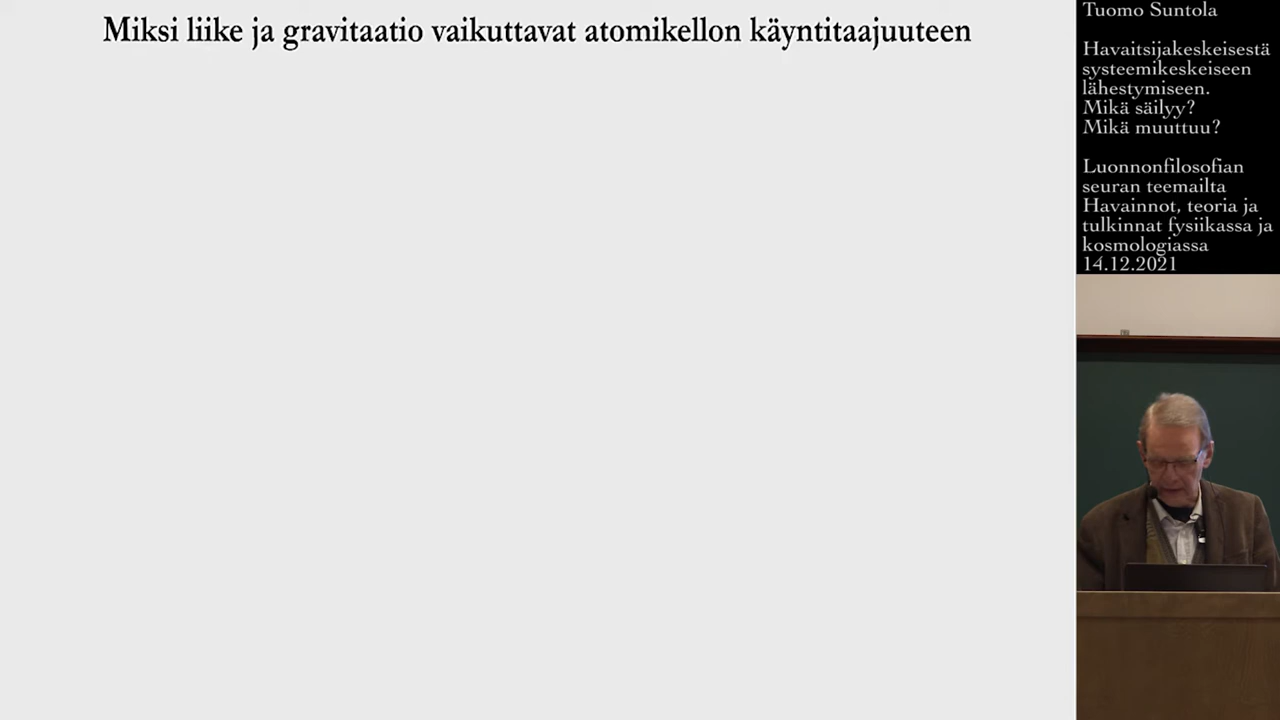 Miksi liike ja gravitaatio vaikuttavat atomikellon käyntitaajuuteen
Tuomo Suntola
Havaitsijakeskeisestä
systeemikeskeiseen
lähestymiseen.
Mikä säilyy?
Mikä muuttuu?
Luonnonfilosofian
seuran teemailta
Havainnot, teoria ja
tulkinnat fysiikassa ja
kosmologiassa
14.12.2021